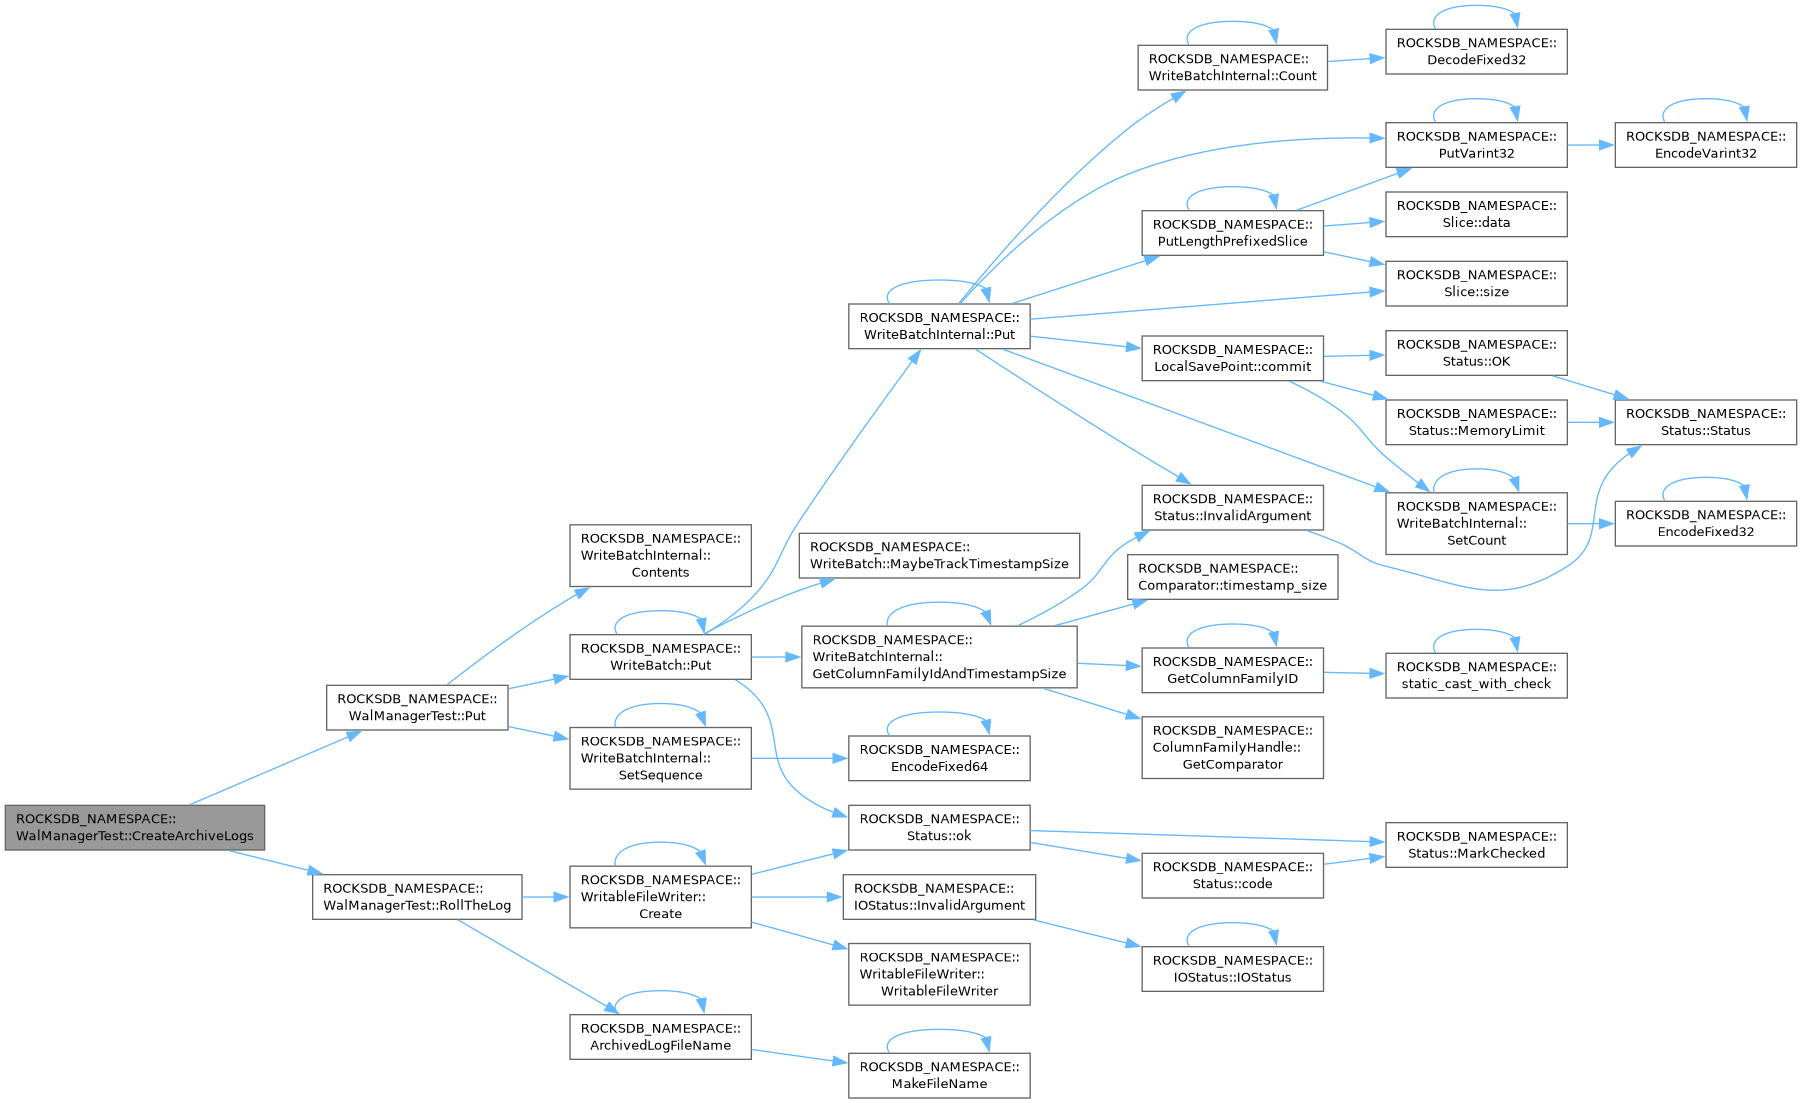 ROCKSDB_NAMESPACE::
WalManagerTest::CreateArchiveLogs
ROCKSDB_NAMESPACE::
WalManagerTest::Put
ROCKSDB_NAMESPACE::
WalManagerTest::RollTheLog
ROCKSDB_NAMESPACE::
WriteBatchInternal::
Contents
ROCKSDB_NAMESPACE::
WriteBatch::Put
ROCKSDB_NAMESPACE::
WriteBatchInternal::
SetSequence
ROCKSDB_NAMESPACE::
WritableFileWriter::
Create
ROCKSDB_NAMESPACE::
ArchivedLogFileName
ROCKSDB_NAMESPACE::
WriteBatchInternal::Put
ROCKSDB_NAMESPACE::
WriteBatch::MaybeTrackTimestampSize
ROCKSDB_NAMESPACE::
WriteBatchInternal::
GetColumnFamilyIdAndTimestampSize
ROCKSDB_NAMESPACE::
EncodeFixed64
ROCKSDB_NAMESPACE::
Status::ok
ROCKSDB_NAMESPACE::
IOStatus::InvalidArgument
ROCKSDB_NAMESPACE::
WritableFileWriter::
WritableFileWriter
ROCKSDB_NAMESPACE::
MakeFileName
ROCKSDB_NAMESPACE::
WriteBatchInternal::Count
ROCKSDB_NAMESPACE::
PutLengthPrefixedSlice
ROCKSDB_NAMESPACE::
LocalSavePoint::commit
ROCKSDB_NAMESPACE::
Status::InvalidArgument
ROCKSDB_NAMESPACE::
Comparator::timestamp_size
ROCKSDB_NAMESPACE::
GetColumnFamilyID
ROCKSDB_NAMESPACE::
ColumnFamilyHandle::
GetComparator
ROCKSDB_NAMESPACE::
Status::code
ROCKSDB_NAMESPACE::
IOStatus::IOStatus
ROCKSDB_NAMESPACE::
DecodeFixed32
ROCKSDB_NAMESPACE::
PutVarint32
ROCKSDB_NAMESPACE::
Slice::data
ROCKSDB_NAMESPACE::
Slice::size
ROCKSDB_NAMESPACE::
Status::OK
ROCKSDB_NAMESPACE::
Status::MemoryLimit
ROCKSDB_NAMESPACE::
WriteBatchInternal::
SetCount
ROCKSDB_NAMESPACE::
static_cast_with_check
ROCKSDB_NAMESPACE::
Status::MarkChecked
ROCKSDB_NAMESPACE::
EncodeVarint32
ROCKSDB_NAMESPACE::
Status::Status
ROCKSDB_NAMESPACE::
EncodeFixed32